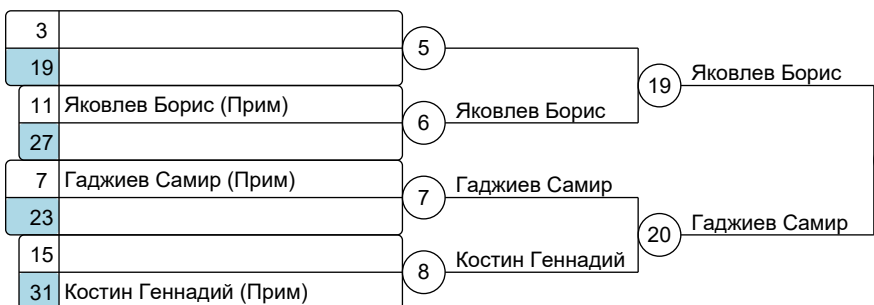 3
19
5
11 Яковлев Борис (Прим)
27
6
Яковлев Борис
19
Яковлев Борис
7 Гаджиев Самир (Прим)
23
7
Гаджиев Самир
15
31 Костин Геннадий (Прим)
8
Костин Геннадий
20
Гаджиев Самир